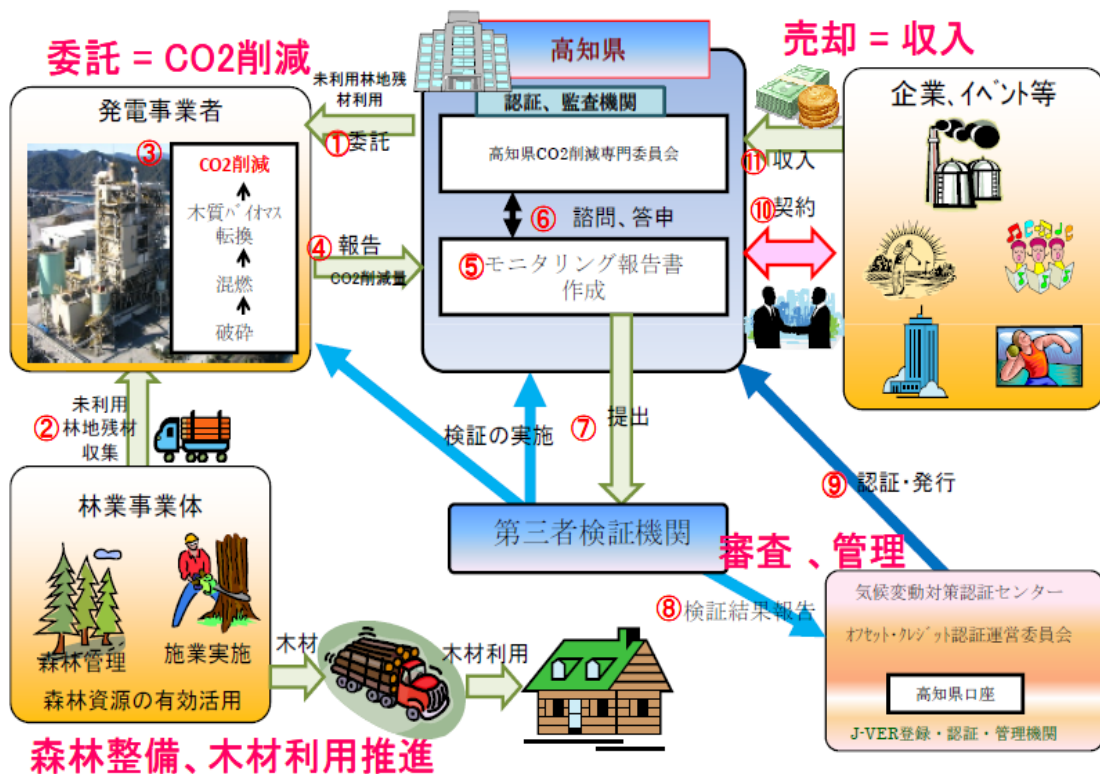 委託 = CO2削減
高知県
売却 = 収入
未利用林地残
材利用
発電事業者
①委託
認証、監査機関
高知県CO2削減専門委員会
企業、イベント等
⑪収入
③
CO2削減
木質バイオマス
転換
混燃
破砕
④報告
CO2削減量
⑥ 諮問、答申
⑤モニタリング報告書
作成
⑩契約
②
未利用
林地残材
収集
検証の実施
⑦ 提出
⑨認証・発行
林業事業体
森林管理
施業実施
森林資源の有効活用
木材
木材利用
第三者検証機関
審査 、管理
⑧検証結果報告
気候変動対策認証センター
オフセット・クレジット認証運営委員会
高知県口座
J-VER登録・認証・管理機関
森林整備、木材利用推進